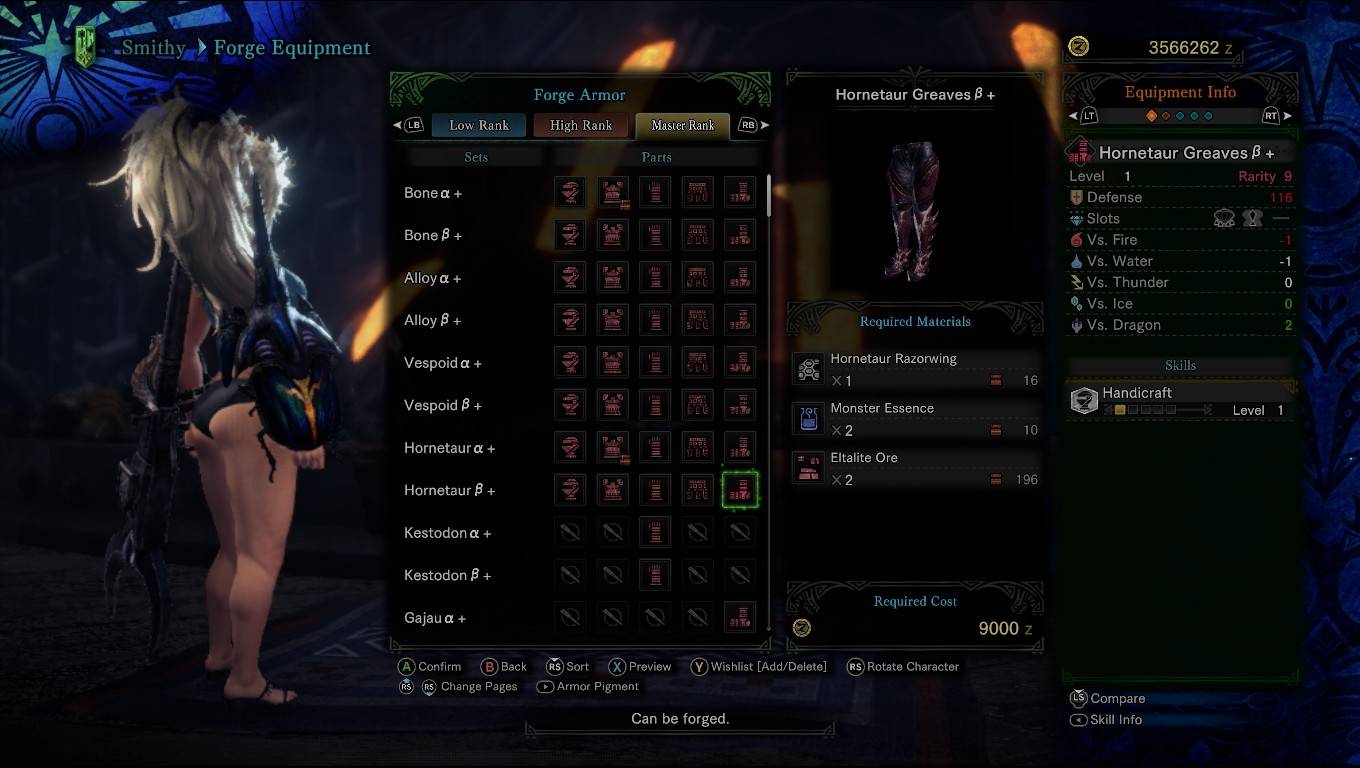 Smithy Forge Equipment
3566262 z
Forge Armor
LB Low Rank High Rank Master Rank RB
Sets Parts
Bone α +
Bone β +
Alloy α +
Alloy β +
Vespoid α +
Vespoid β +
Hornetaur α +
Hornetaur β +
Kestodon α +
Kestodon β +
Gajau α +
Hornetaur Greaves β +
Required Materials
Hornetaur Razorwing
X 1 16
Monster Essence
X 2 10
Eltalite Ore
X 2 196
Required Cost
9000 z
Equipment Info
LT RT
Hornetaur Greaves β +
Level 1 Rarity 9
Defense 116
Slots —
Vs. Fire -1
Vs. Water -1
Vs. Thunder 0
Vs. Ice 0
Vs. Dragon 2
Skills
Handicraft
Level 1
A Confirm B Back RS Sort X Preview Y Wishlist [Add/Delete] RS Rotate Character
RS RS Change Pages Armor Pigment
LS Compare
Skill Info
Can be forged.